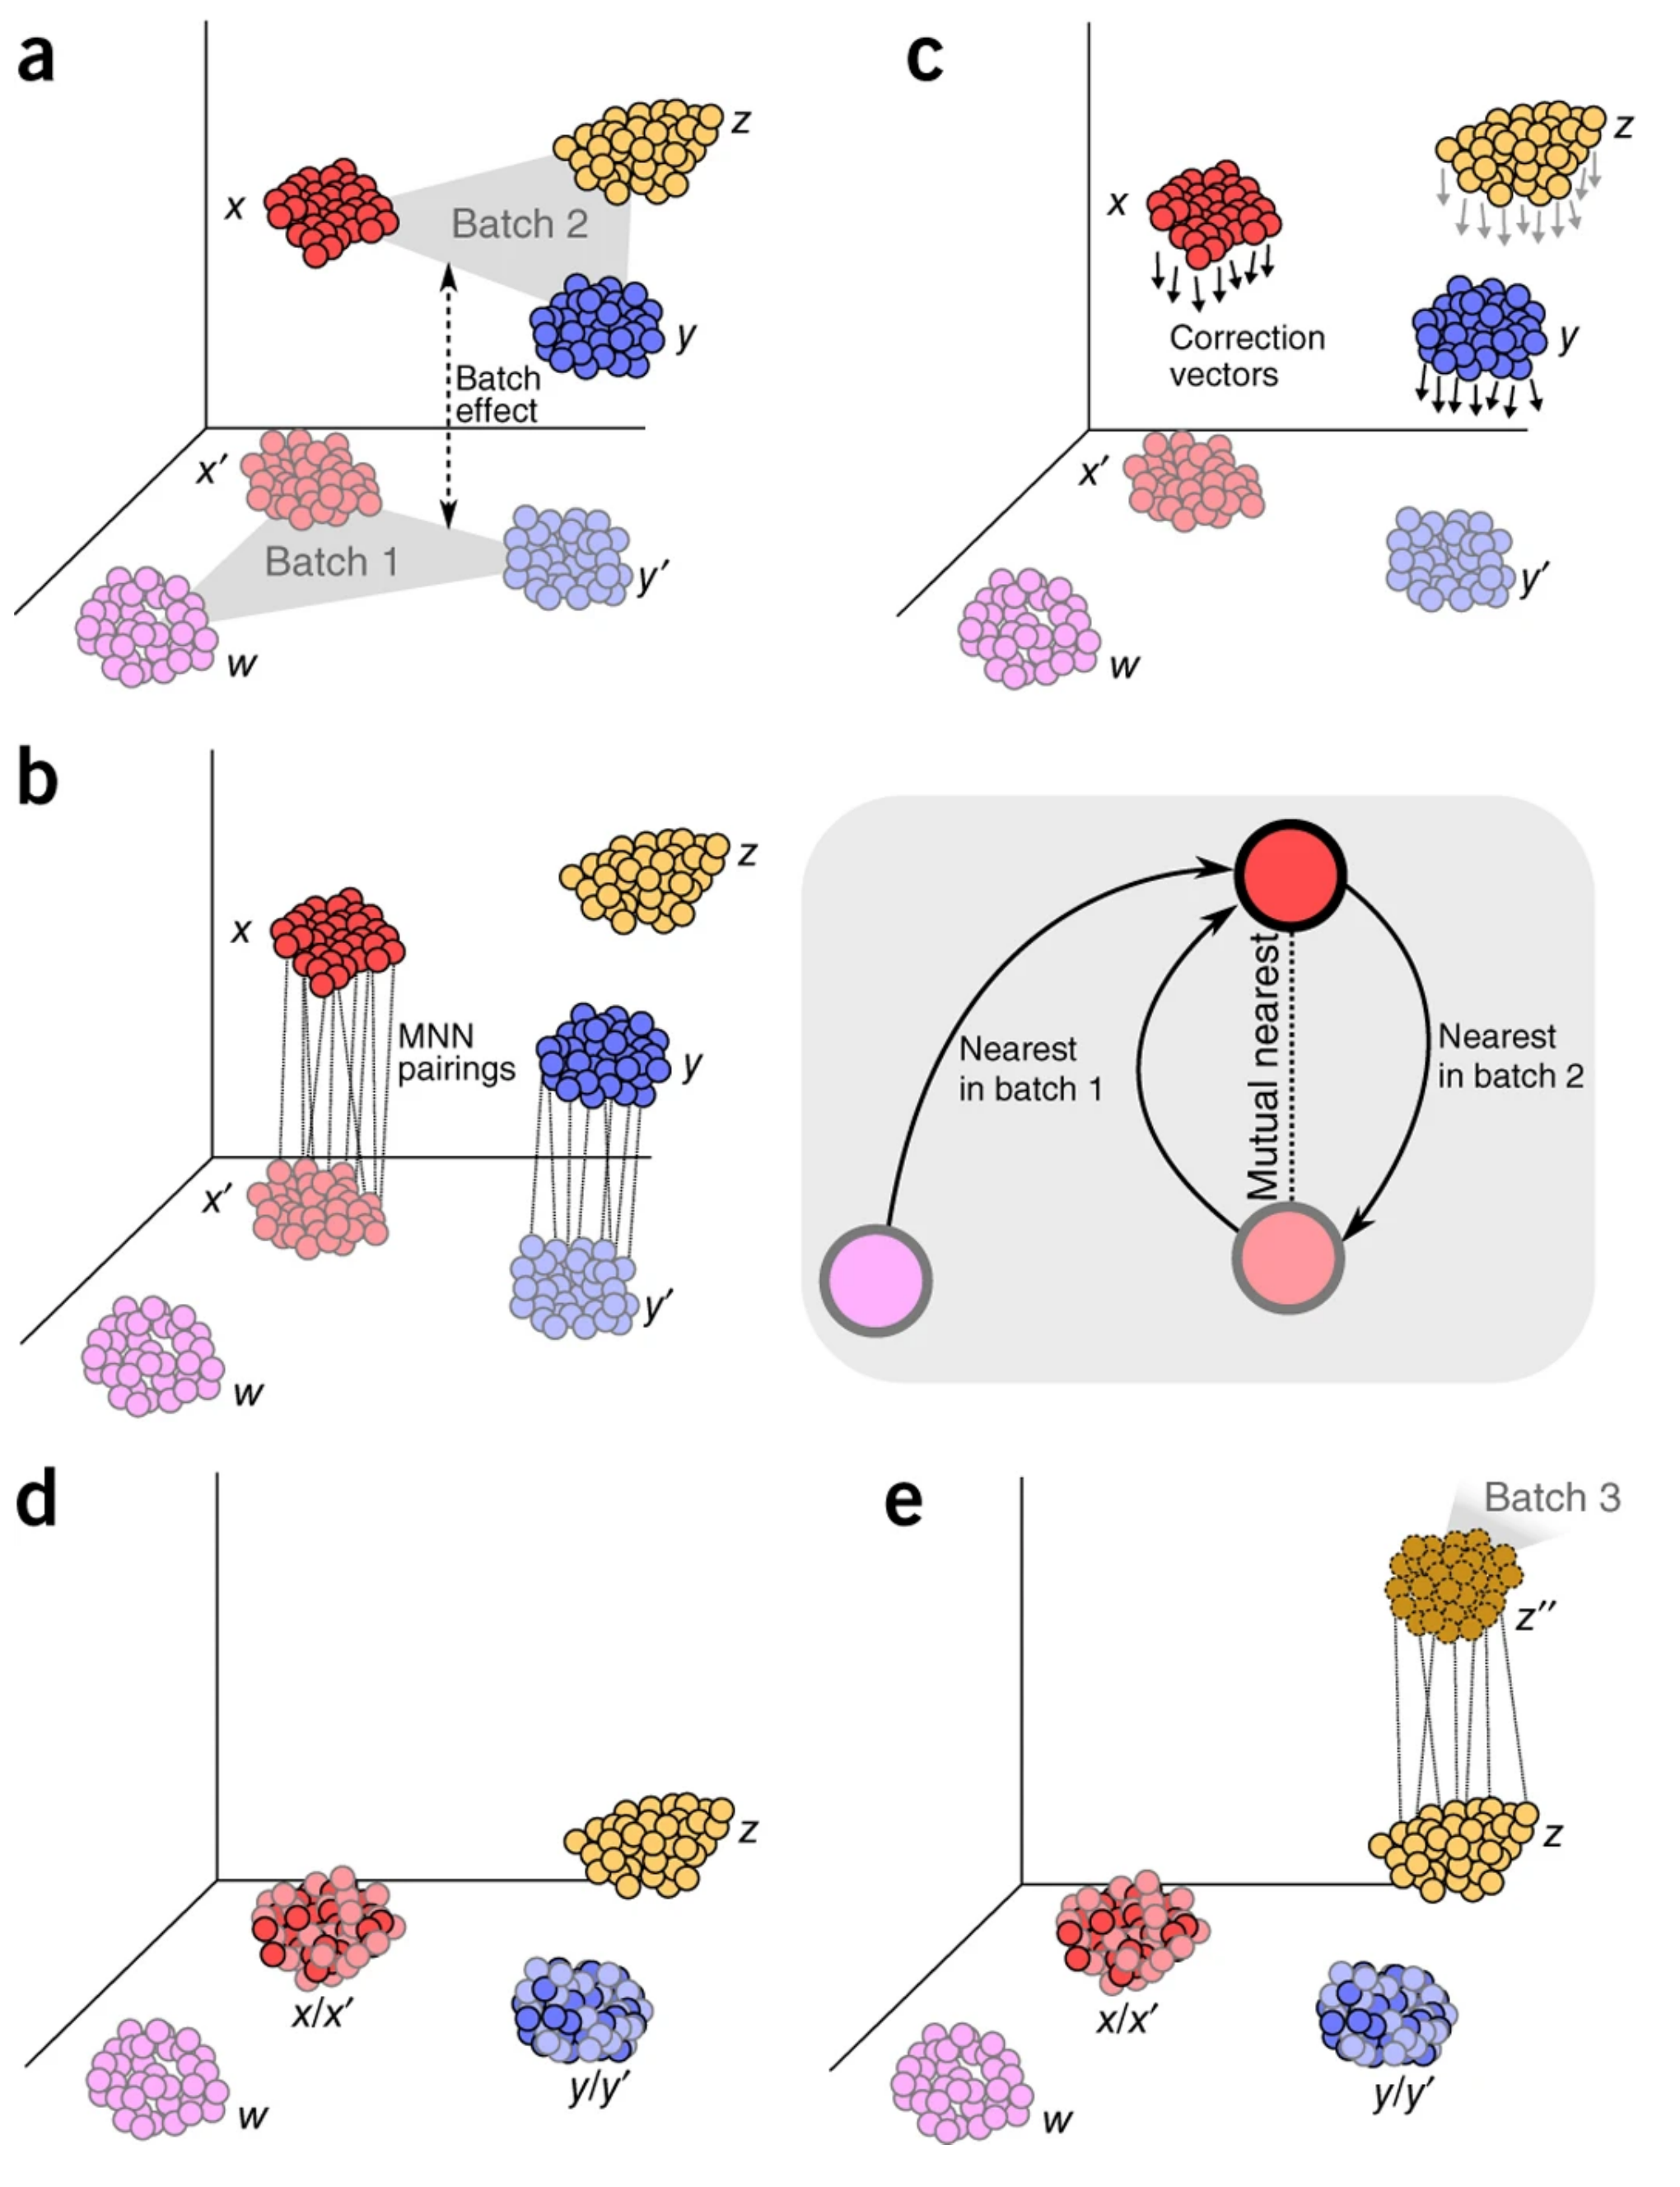 a
x
z
Batch 2
y
Batch
effect
x′
Batch 1
y′
w
c
x
z
y
Correction
vectors
x′
y′
w
b
x
z
MNN
pairings
y
x′
y′
w
Nearest
in batch 1
Mutual nearest
Nearest
in batch 2
d
z
x/x′
y/y′
w
e
Batch 3
z′′
z
x/x′
y/y′
w